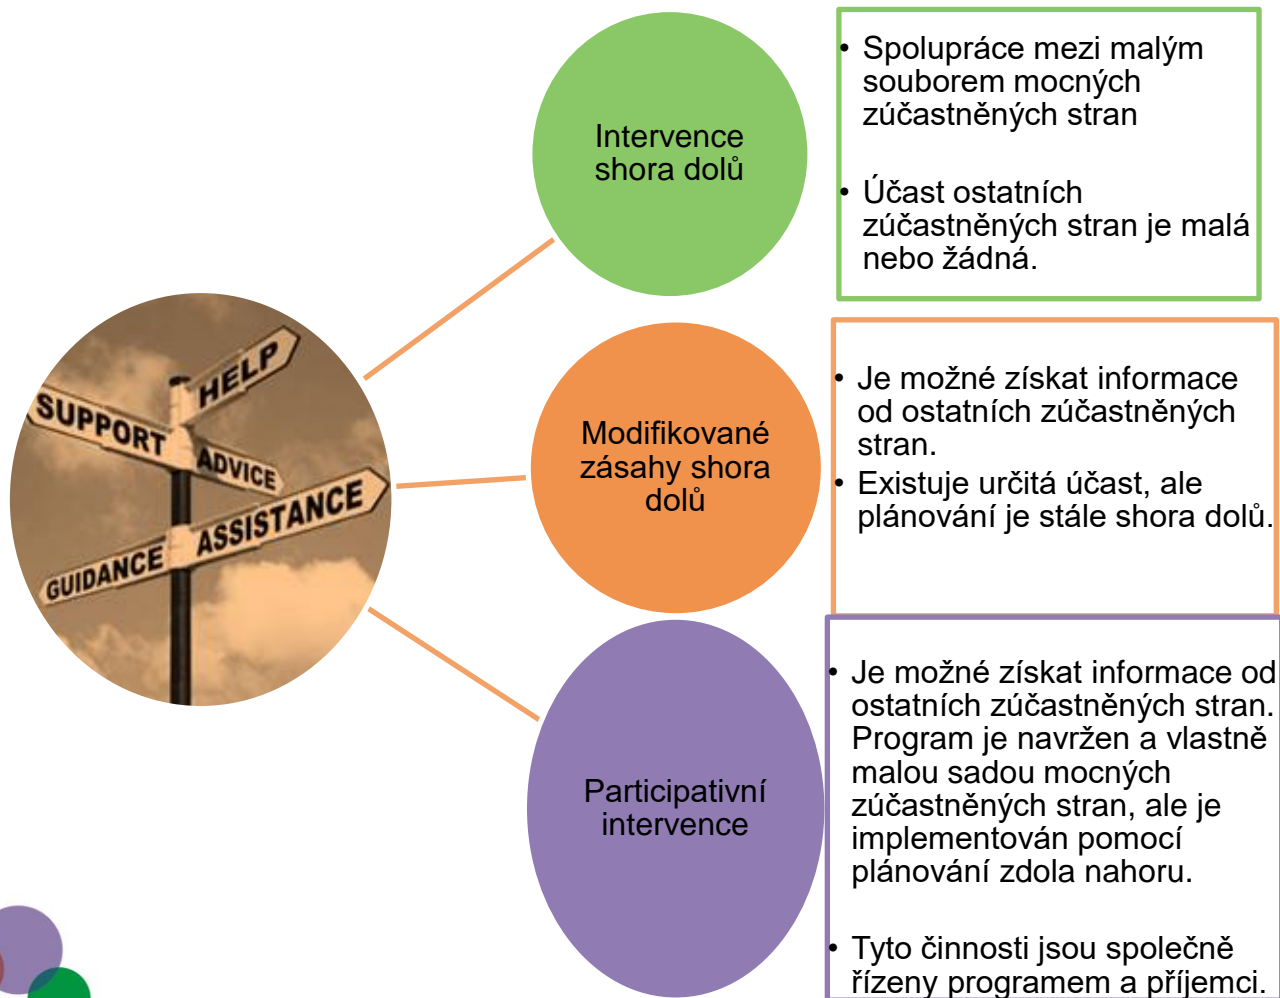 Intervence
shora dolů
• Spolupráce mezi malým
souborem mocných
zúčastněných stran
• Účast ostatních
zúčastněných stran je malá
nebo žádná.
HELP
SUPPORT
ADVICE
ASSISTANCE
GUIDANCE
Modifikované
zásahy shora
dolů
• Je možné získat informace
od ostatních zúčastněných
stran.
• Existuje určitá účast, ale
plánování je stále shora dolů.
Participativní
intervence
• Je možné získat informace od
ostatních zúčastněných stran.
Program je navržen a vlastně
malou sadou mocných
zúčastněných stran, ale je
implementován pomocí
plánování zdola nahoru.
• Tyto činnosti jsou společně
řízeny programem a příjemci.